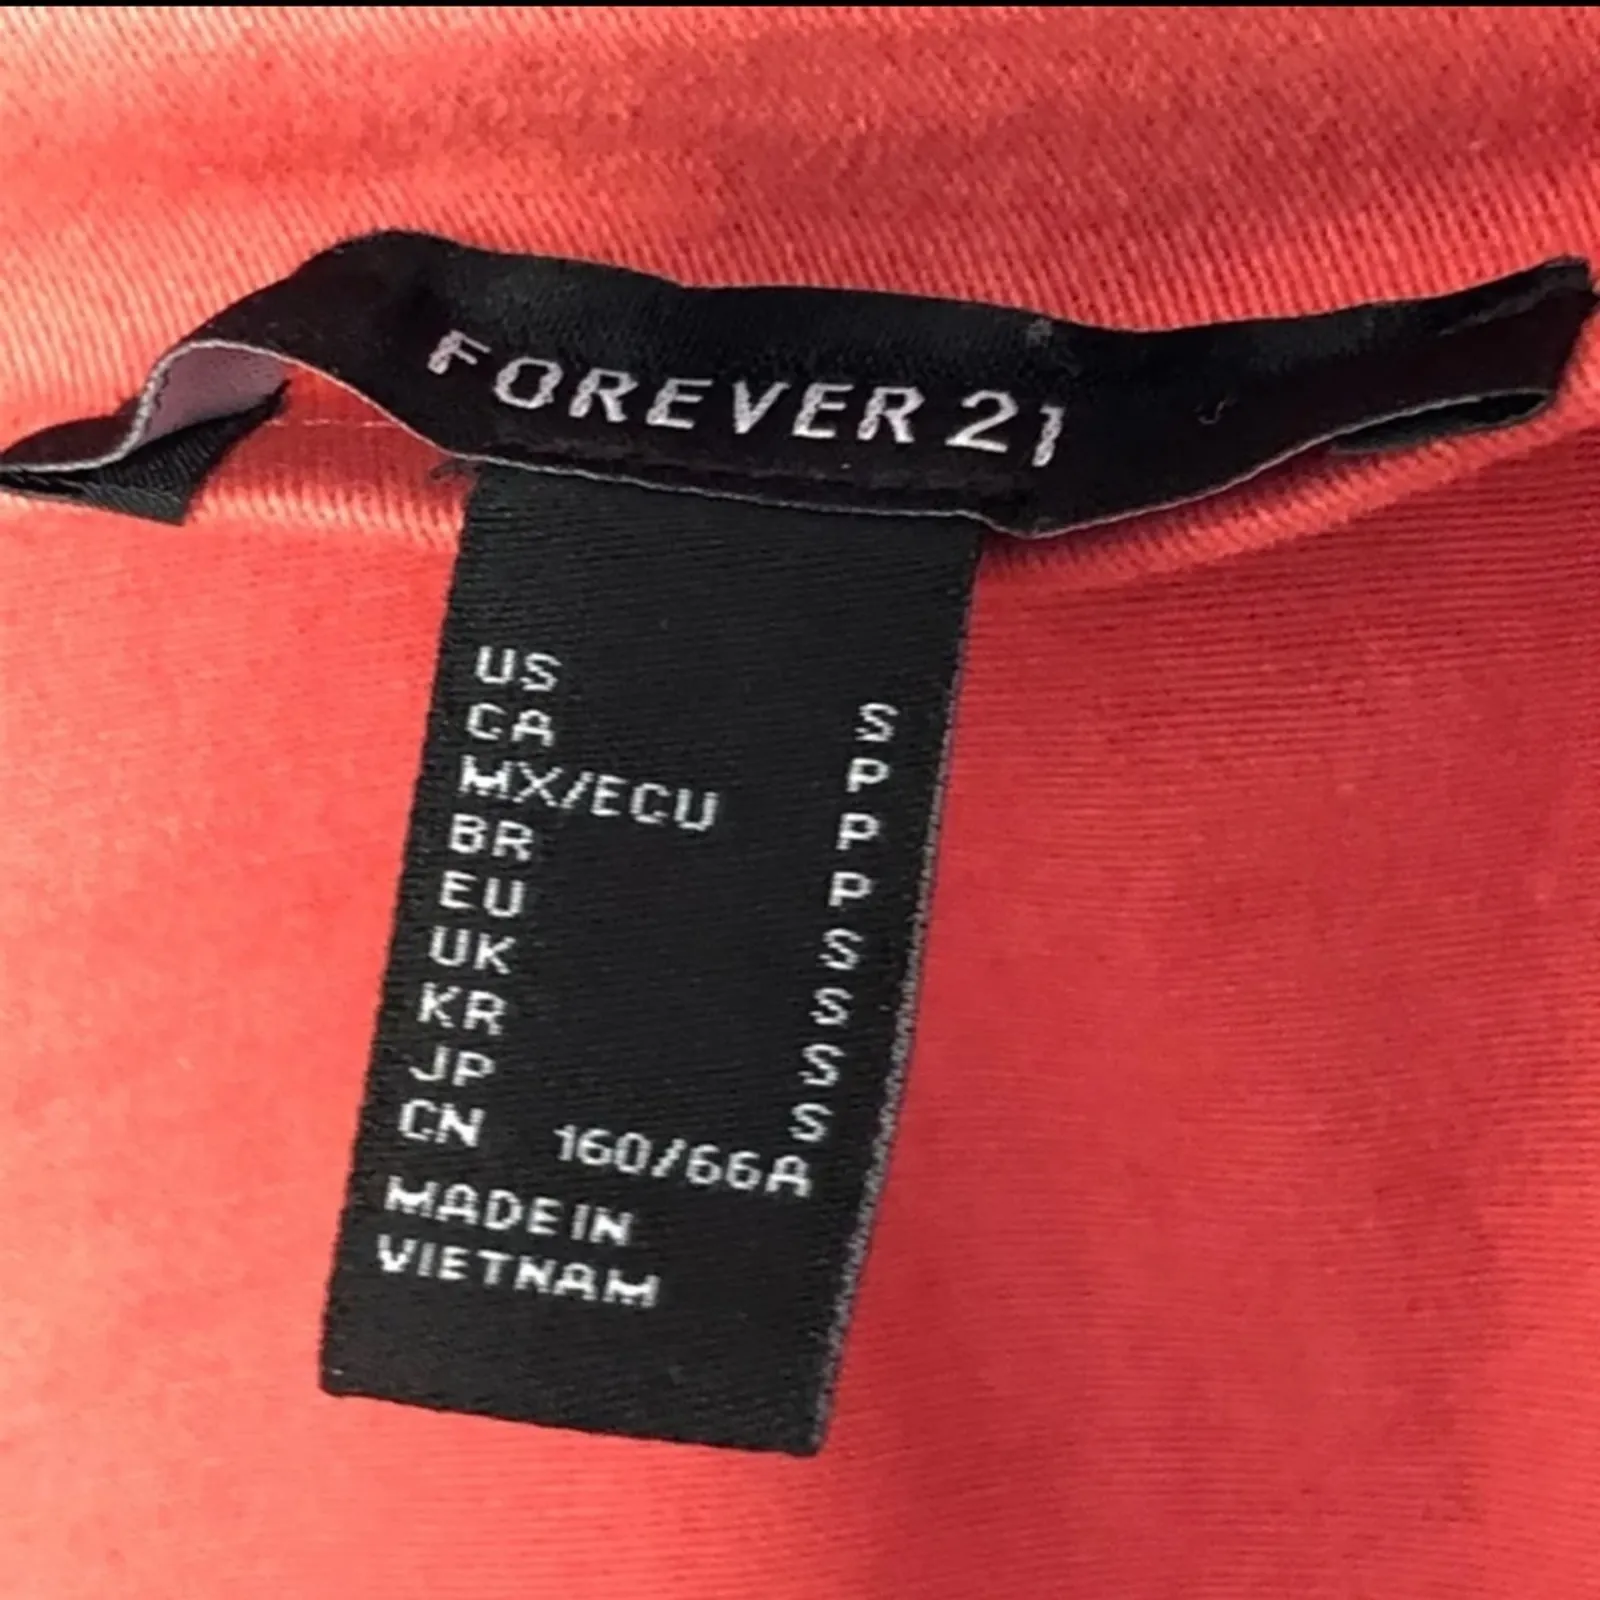 FOREVER 21
US S
CA P
MX/ECU P
BR P
EU S
UK S
KR S
JP S
CN 160/66A
MADE IN
VIETNAM